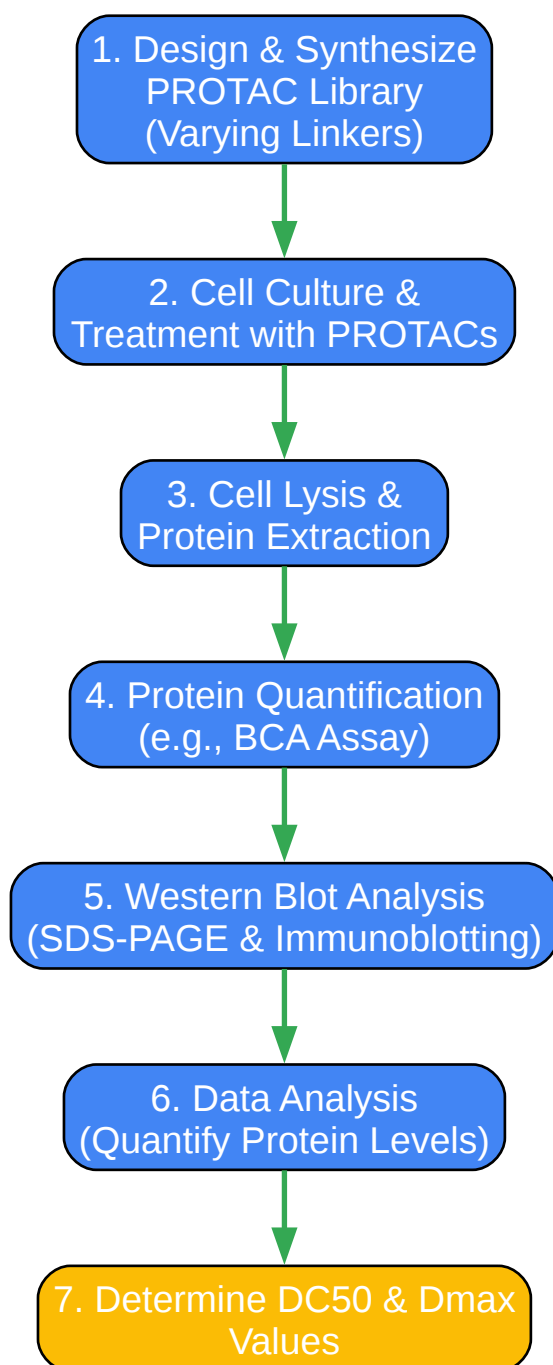 1. Design & Synthesize
PROTAC Library
(Varying Linkers)
2. Cell Culture &
Treatment with PROTACs
3. Cell Lysis &
Protein Extraction
4. Protein Quantification
(e.g., BCA Assay)
5. Western Blot Analysis
(SDS-PAGE & Immunoblotting)
6. Data Analysis
(Quantify Protein Levels)
7. Determine DC50 & Dmax
Values